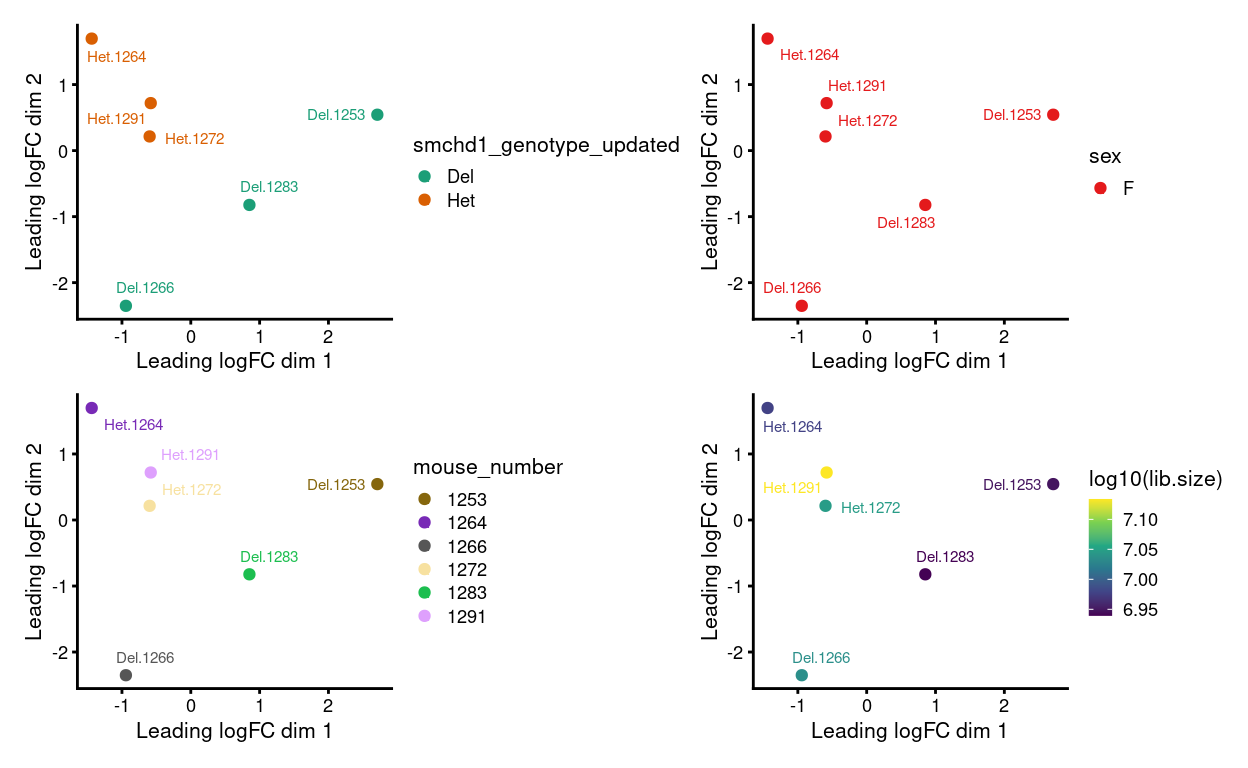 Leading logFC dim 2
1
0
-1
-2
Het.1264
Het.1291
Het.1272
Del.1253
Del.1283
Del.1266
-1
0
1
2
Leading logFC dim 1
smchd1_genotype_updated
Del
Het
Leading logFC dim 2
1
0
-1
-2
Het.1264
Het.1291
Het.1272
Del.1253
Del.1283
Del.1266
-1
0
1
2
Leading logFC dim 1
sex
F
Leading logFC dim 2
1
0
-1
-2
Het.1264
Het.1291
Het.1272
Del.1253
Del.1283
Del.1266
-1
0
1
2
Leading logFC dim 1
mouse_number
1253
1264
1266
1272
1283
1291
Leading logFC dim 2
1
0
-1
-2
Het.1264
Het.1291
Het.1272
Del.1253
Del.1283
Del.1266
-1
0
1
2
Leading logFC dim 1
log10(lib.size)
7.10
7.05
7.00
6.95